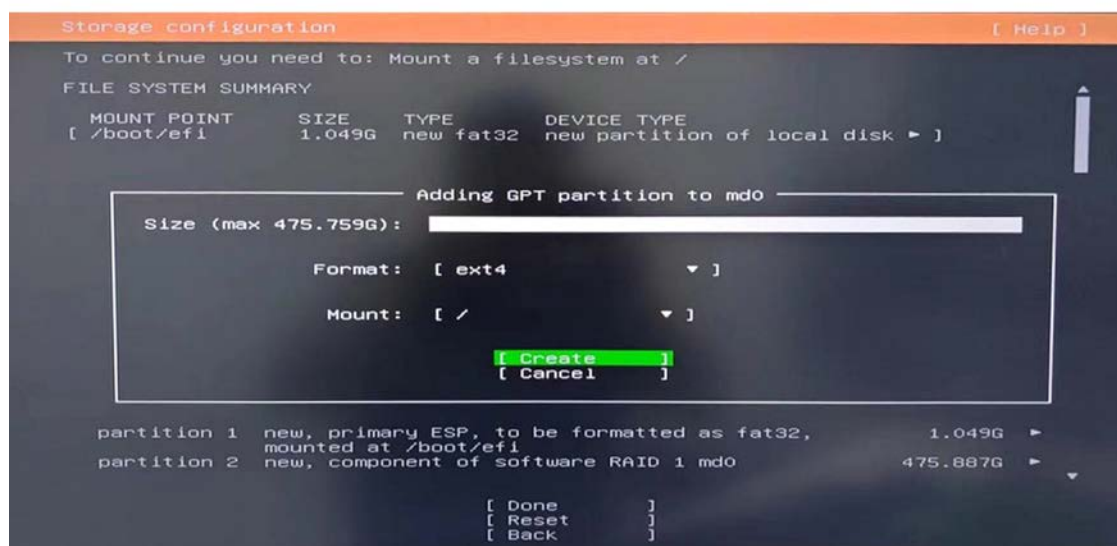 Storage configuration [ Help ]
To continue you need to: Mount a filesystem at /
FILE SYSTEM SUMMARY
MOUNT POINT SIZE TYPE DEVICE TYPE
[ /boot/efi 1.049G new fat32 new partition of local disk ► ]
Adding GPT partition to md0
Size (max 475.759G):
Format: [ ext4 ▾ ]
Mount: [ / ▾ ]
[ Create ]
[ Cancel ]
partition 1 new, primary ESP, to be formatted as fat32, 1.049G ►
mounted at /boot/efi
partition 2 new, component of software RAID 1 md0 475.887G ►
[ Done ]
[ Reset ]
[ Back ]